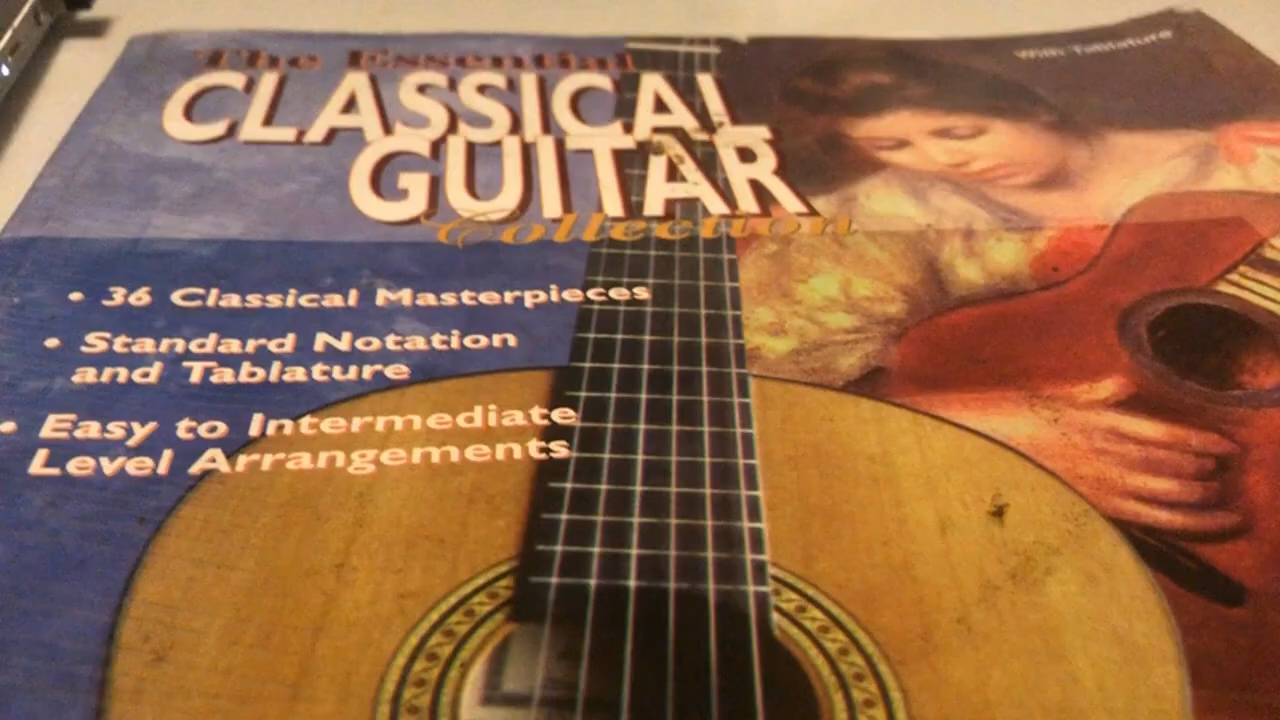 The Essential
CLASSICAL
GUITAR
Collection
With Tablature
• 36 Classical Masterpieces
• Standard Notation
and Tablature
• Easy to Intermediate
Level Arrangements